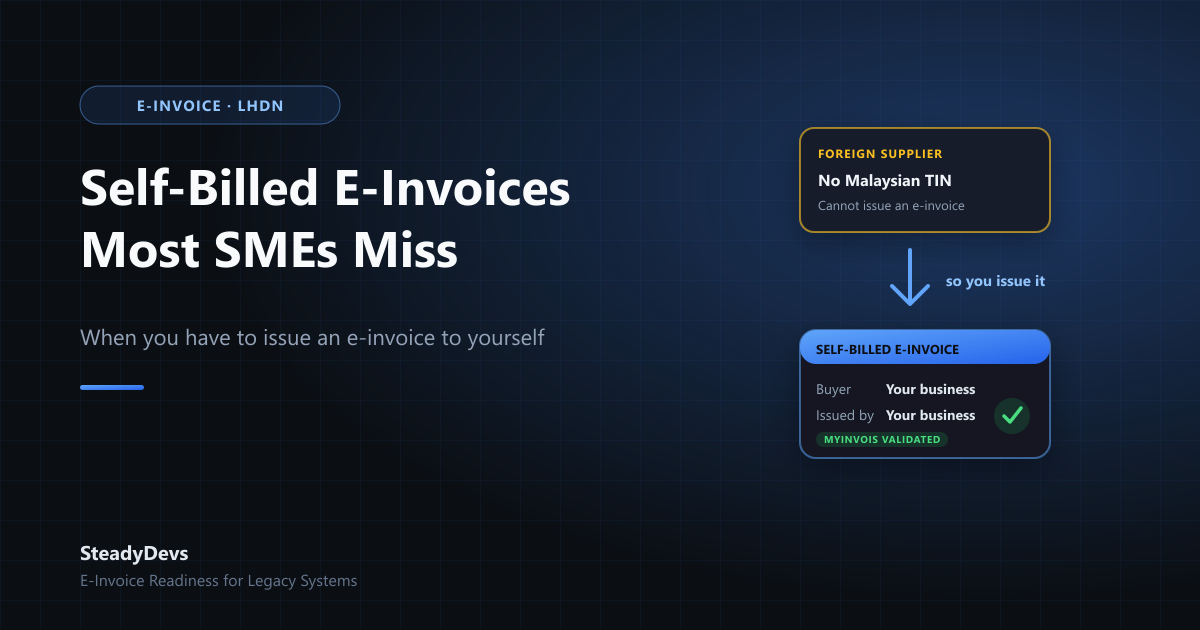 E-INVOICE · LHDN
Self-Billed E-Invoices
Most SMEs Miss
When you have to issue an e-invoice to yourself
SteadyDevs
E-Invoice Readiness for Legacy Systems
FOREIGN SUPPLIER
No Malaysian TIN
Cannot issue an e-invoice
so you issue it
SELF-BILLED E-INVOICE
Buyer Your business
Issued by Your business
MYINVOIS VALIDATED